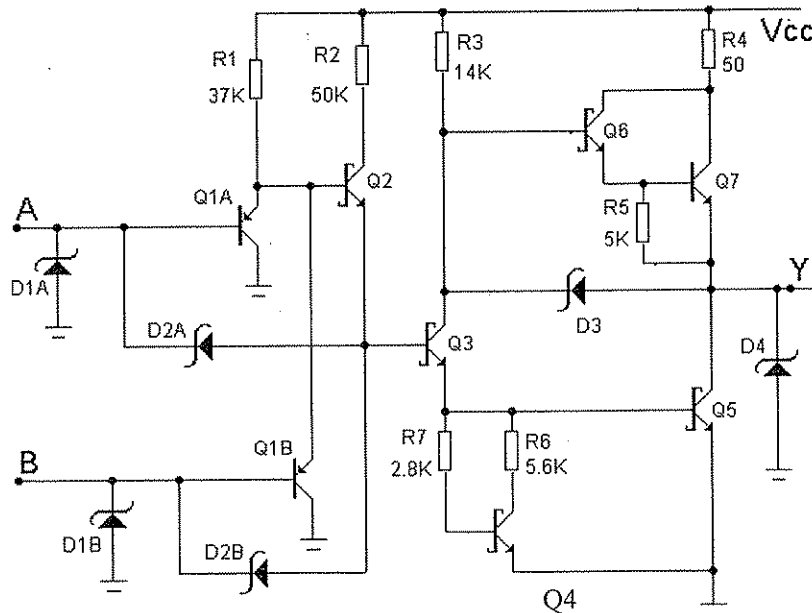 Vcc
R1
37K
R2
50K
R3
14K
R4
50
Q6
Q7
R5
5K
A
Q1A
Q2
D1A
D2A
Q3
D3
Y
D4
Q5
B
Q1B
R7
2.8K
R6
5.6K
D1B
D2B
Q4